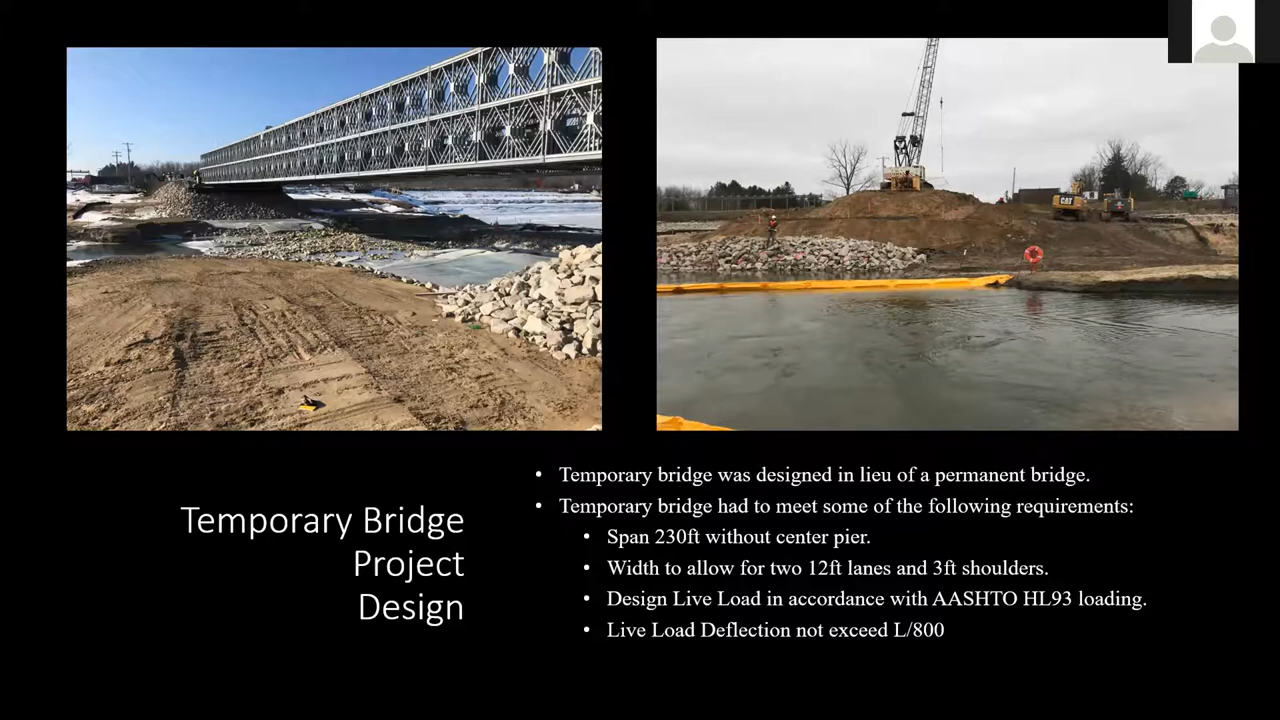 CAT
Temporary Bridge
Project
Design
• Temporary bridge was designed in lieu of a permanent bridge.
• Temporary bridge had to meet some of the following requirements:
• Span 230ft without center pier.
• Width to allow for two 12ft lanes and 3ft shoulders.
• Design Live Load in accordance with AASHTO HL93 loading.
• Live Load Deflection not exceed L/800